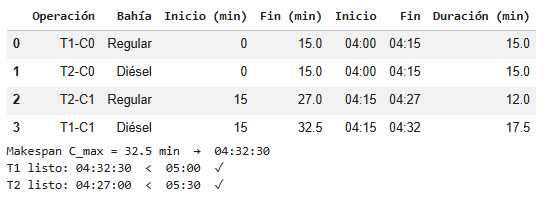 Operación Bahía Inicio (min) Fin (min) Inicio Fin Duración (min)
0 T1-C0 Regular 0 15.0 04:00 04:15 15.0
1 T2-C0 Diésel 0 15.0 04:00 04:15 15.0
2 T2-C1 Regular 15 27.0 04:15 04:27 12.0
3 T1-C1 Diésel 15 32.5 04:15 04:32 17.5
Makespan C_max = 32.5 min → 04:32:30
T1 listo: 04:32:30 < 05:00 ✓
T2 listo: 04:27:00 < 05:30 ✓